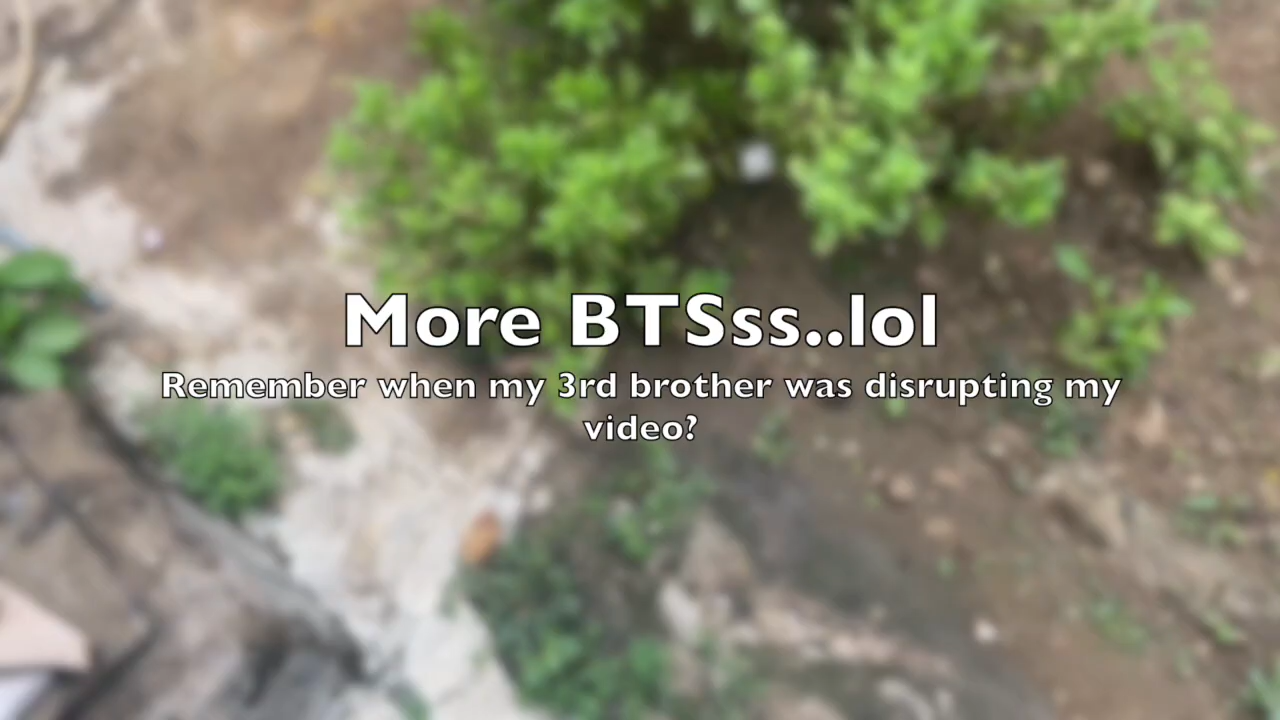 More BTSss..lol
Remember when my 3rd brother was disrupting my
video?